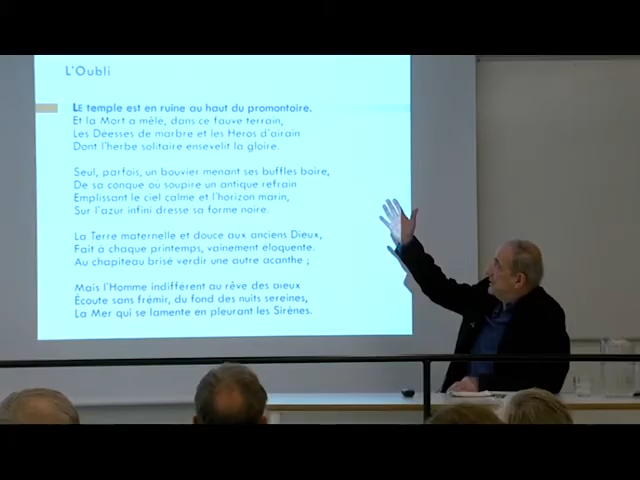 L'Oubli
LE temple est en ruine au haut du promontoire.
Et la Mort a mêlé, dans ce fauve terrain,
Les Déesses de marbre et les Héros d'airain
Dont l'herbe solitaire ensevelit la gloire.
Seul, parfois, un bouvier menant ses buffles boire,
De sa conque où soupire un antique refrain
Emplissant le ciel calme et l'horizon marin,
Sur l'azur infini dresse sa forme noire.
La Terre maternelle et douce aux anciens Dieux,
Fait à chaque printemps, vainement éloquente.
Au chapiteau brisé verdir une autre acanthe ;
Mais l'Homme indifférent au rêve des aïeux
Écoute sans frémir, du fond des nuits sereines,
La Mer qui se lamente en pleurant les Sirènes.